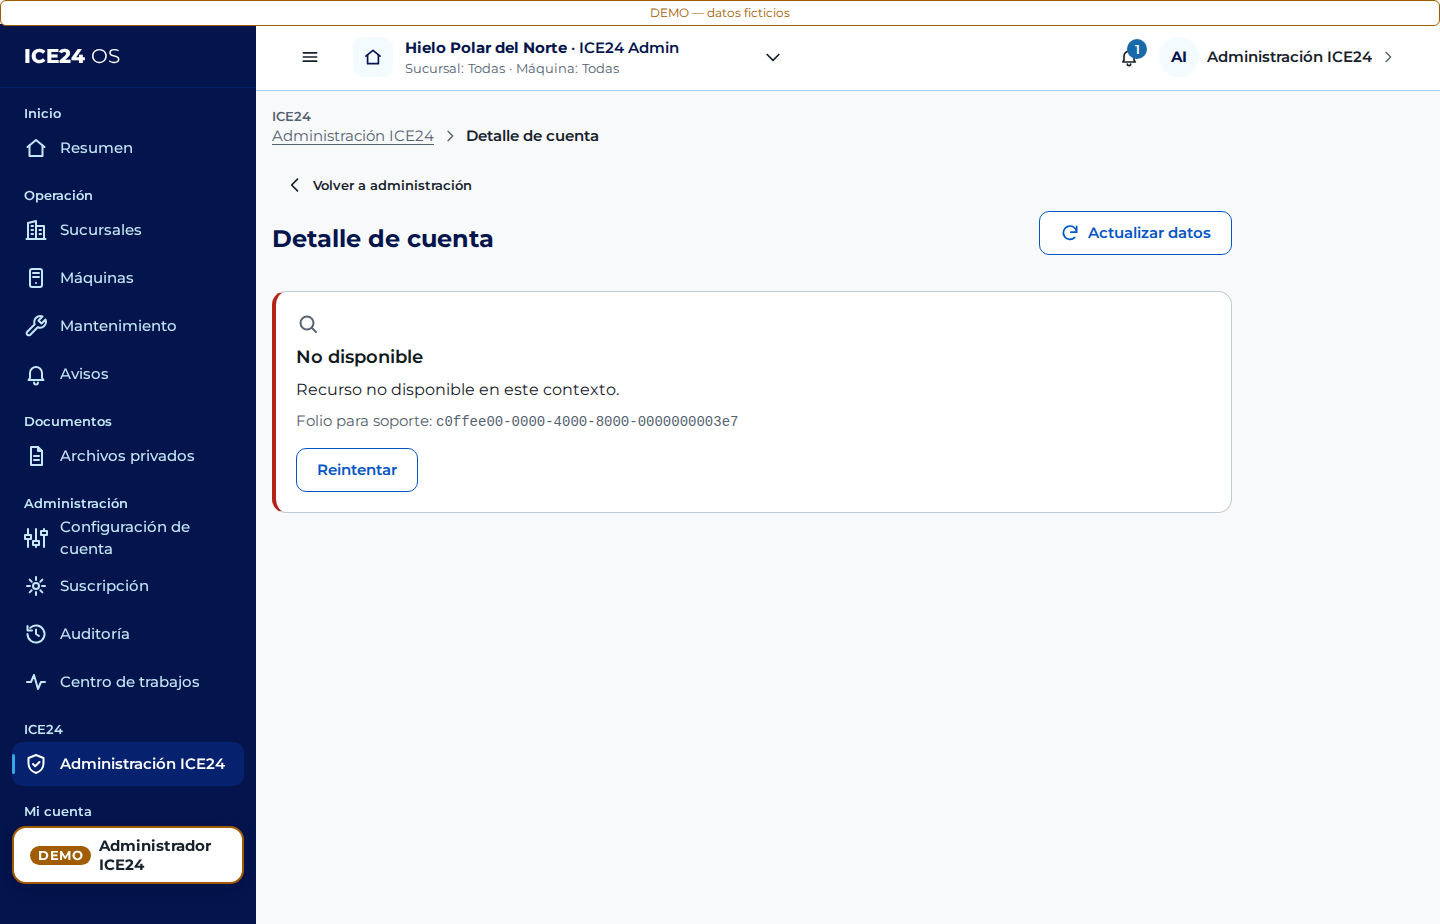 DEMO — datos ficticios
ICE24 OS
Inicio
Resumen
Operación
Sucursales
Máquinas
Mantenimiento
Avisos
Documentos
Archivos privados
Administración
Configuración de
cuenta
Suscripción
Auditoría
Centro de trabajos
ICE24
Administración ICE24
Mi cuenta
DEMO
Administrador
ICE24
Hielo Polar del Norte · ICE24 Admin
Sucursal: Todas · Máquina: Todas
1
AI
Administración ICE24
ICE24
Administración ICE24 > Detalle de cuenta
Volver a administración
Detalle de cuenta
Actualizar datos
No disponible
Recurso no disponible en este contexto.
Folio para soporte: c0ffee00-0000-4000-8000-0000000003e7
Reintentar